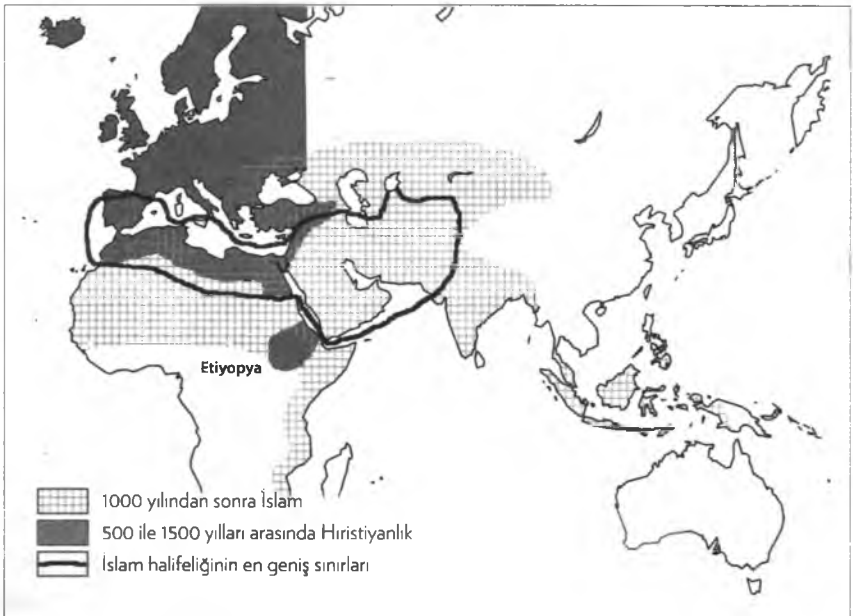 Etiyopya
1000 yılından sonra İslam
500 ile 1500 yılları arasında Hıristiyanlık
İslam halifeliğinin en geniş sınırları